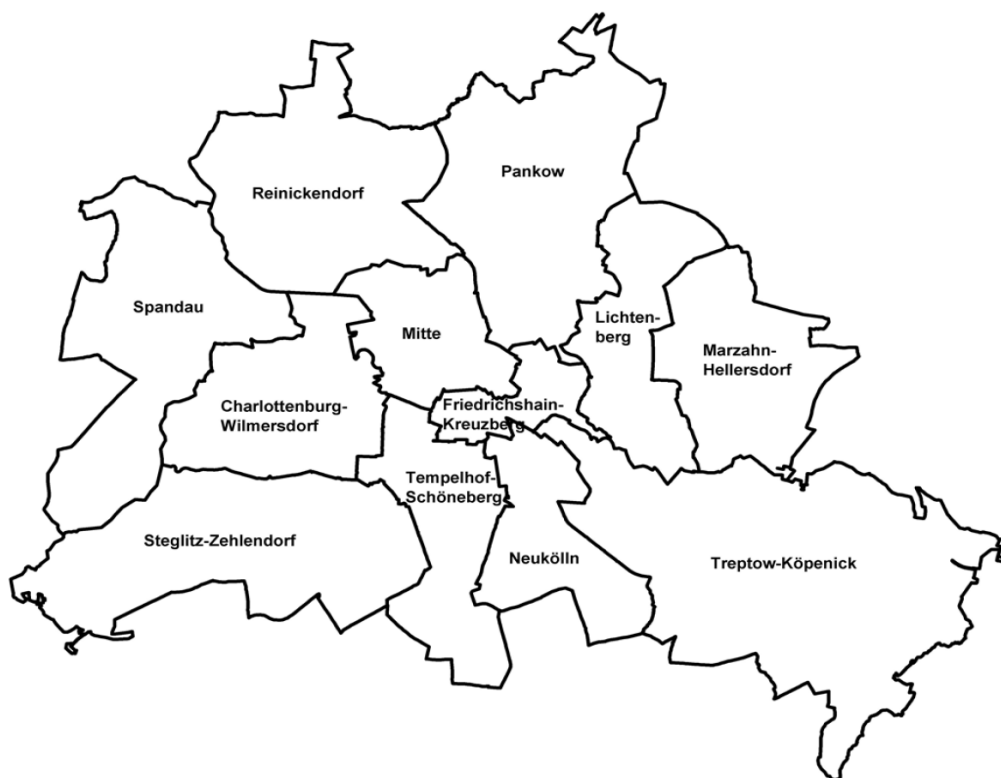 Pankow
Reinickendorf
Spandau
Lichten-
berg
Mitte
Marzahn-
Hellersdorf
Charlottenburg-
Wilmersdorf
Friedrichshain-
Kreuzberg
Tempelhof-
Schöneberg
Steglitz-Zehlendorf
Neukölln
Treptow-Köpenick